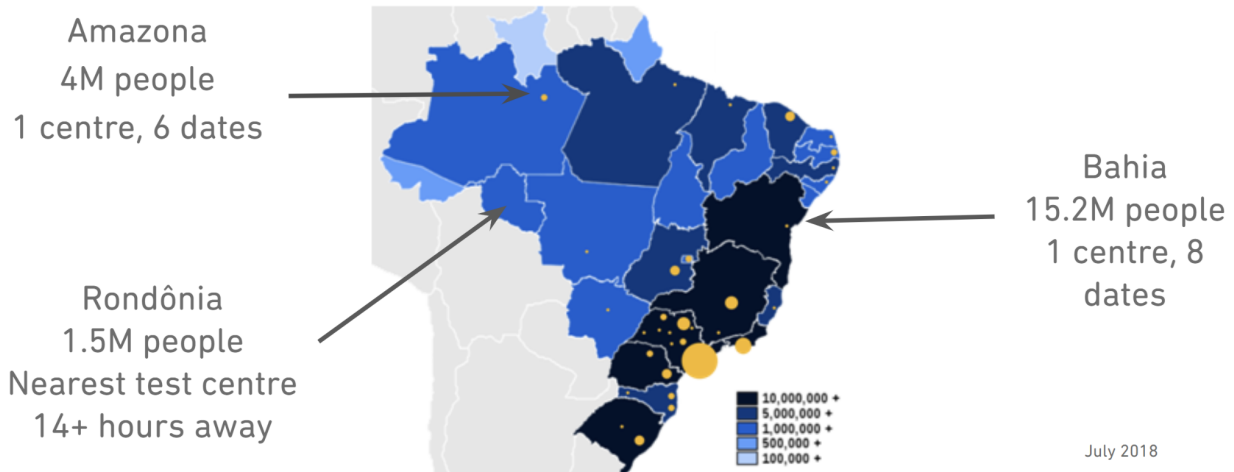 Amazona
4M people
1 centre, 6 dates
Rondônia
1.5M people
Nearest test centre
14+ hours away
Bahia
15.2M people
1 centre, 8
dates
10,000,000 +
5,000,000 +
1,000,000 +
500,000 +
100,000 +
July 2018